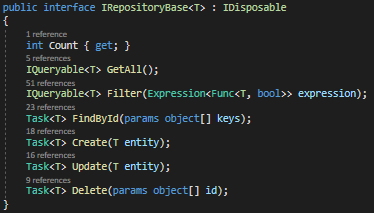 public interface IRepositoryBase<T> : IDisposable
{
1 reference
int Count { get; }
5 references
IQueryable<T> GetAll();
51 references
IQueryable<T> Filter(Expression<Func<T, bool>> expression);
23 references
Task<T> FindById(params object[] keys);
18 references
Task<T> Create(T entity);
16 references
Task<T> Update(T entity);
9 references
Task<T> Delete(params object[] id);
}